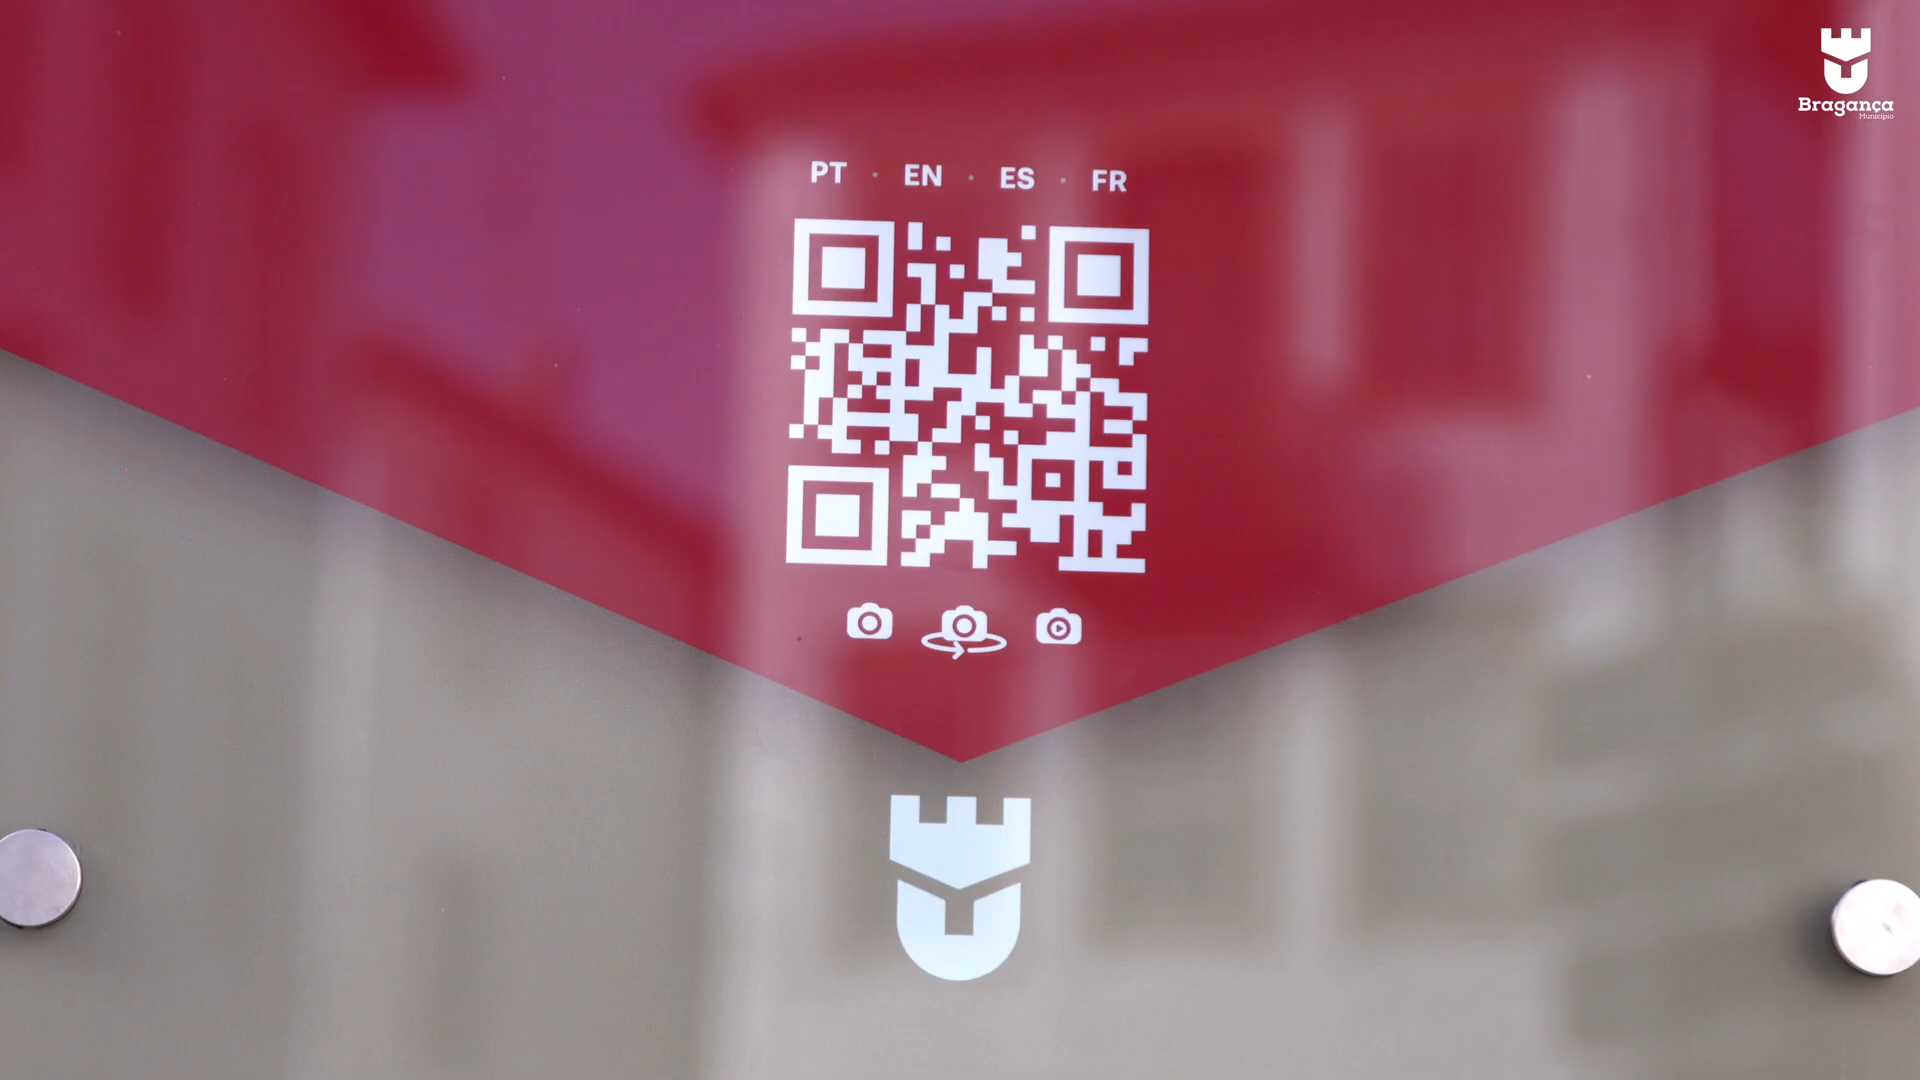 Bragança
Município
PT · EN · ES · FR